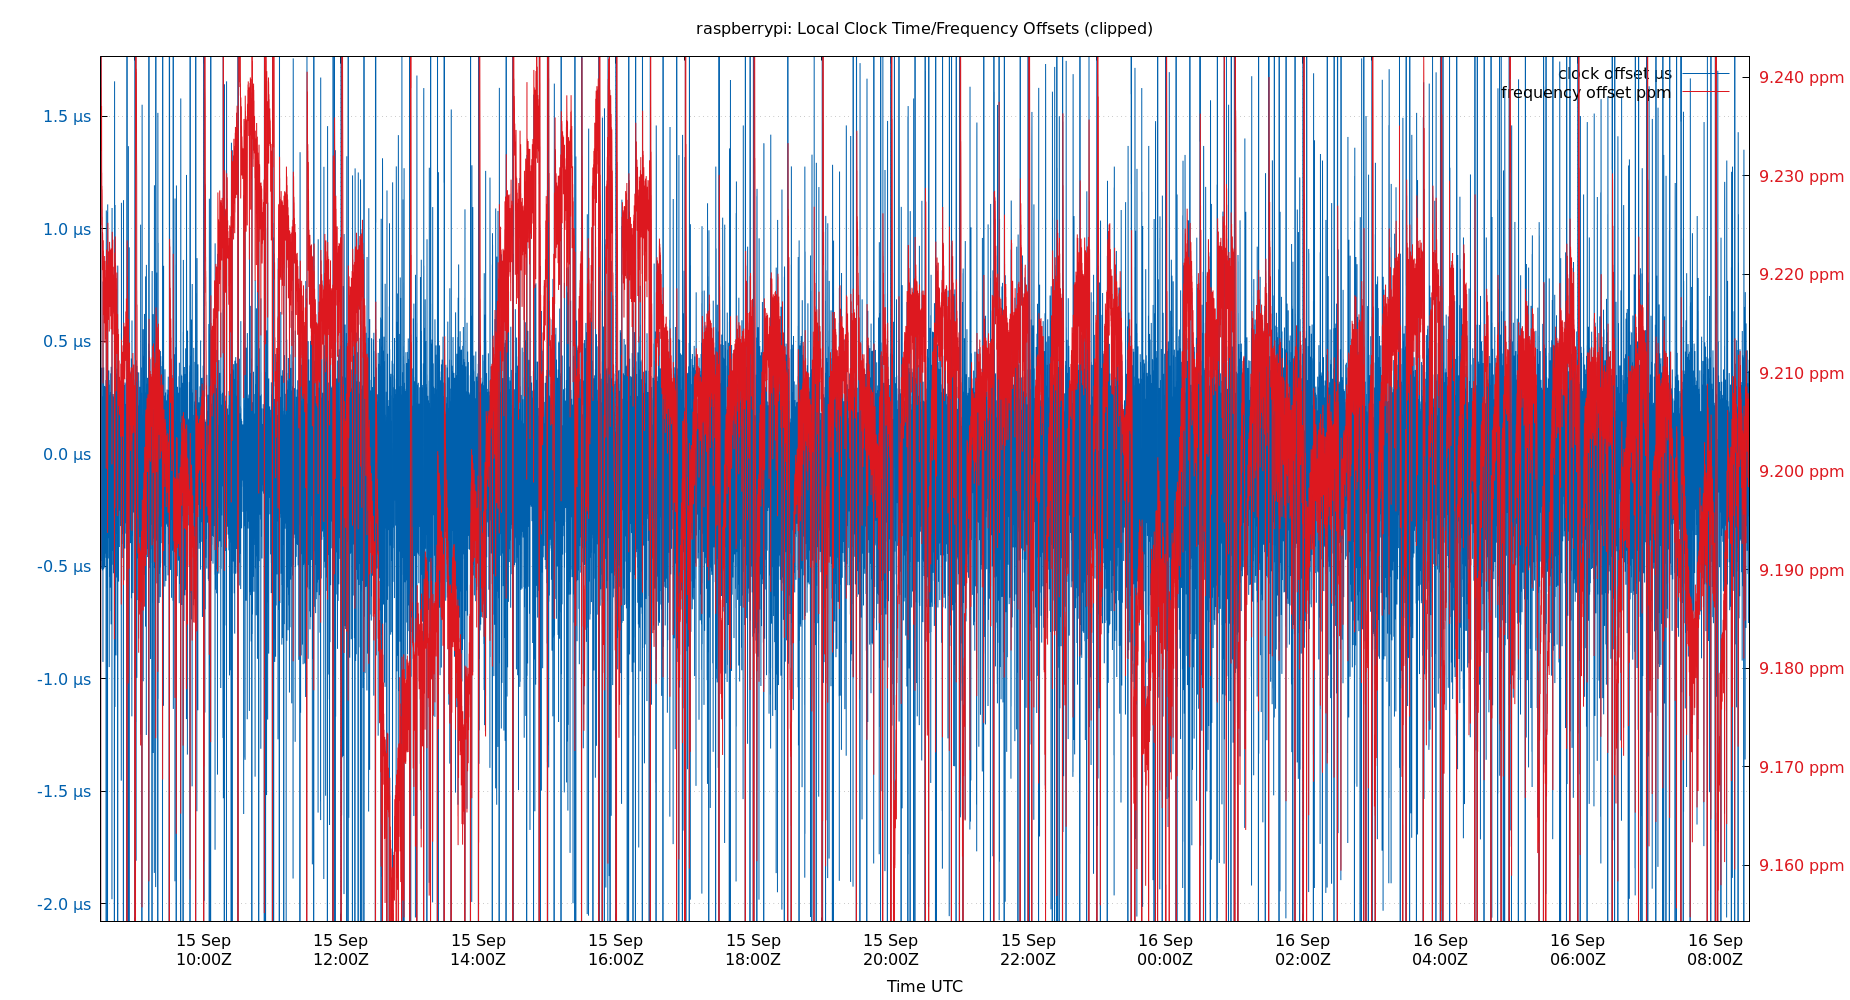 raspberrypi: Local Clock Time/Frequency Offsets (clipped)
clock offset µs
frequency offset ppm
1.5 µs
1.0 µs
0.5 µs
0.0 µs
-0.5 µs
-1.0 µs
-1.5 µs
-2.0 µs
9.240 ppm
9.230 ppm
9.220 ppm
9.210 ppm
9.200 ppm
9.190 ppm
9.180 ppm
9.170 ppm
9.160 ppm
15 Sep
10:00Z
15 Sep
12:00Z
15 Sep
14:00Z
15 Sep
16:00Z
15 Sep
18:00Z
15 Sep
20:00Z
15 Sep
22:00Z
16 Sep
00:00Z
16 Sep
02:00Z
16 Sep
04:00Z
16 Sep
06:00Z
16 Sep
08:00Z
Time UTC